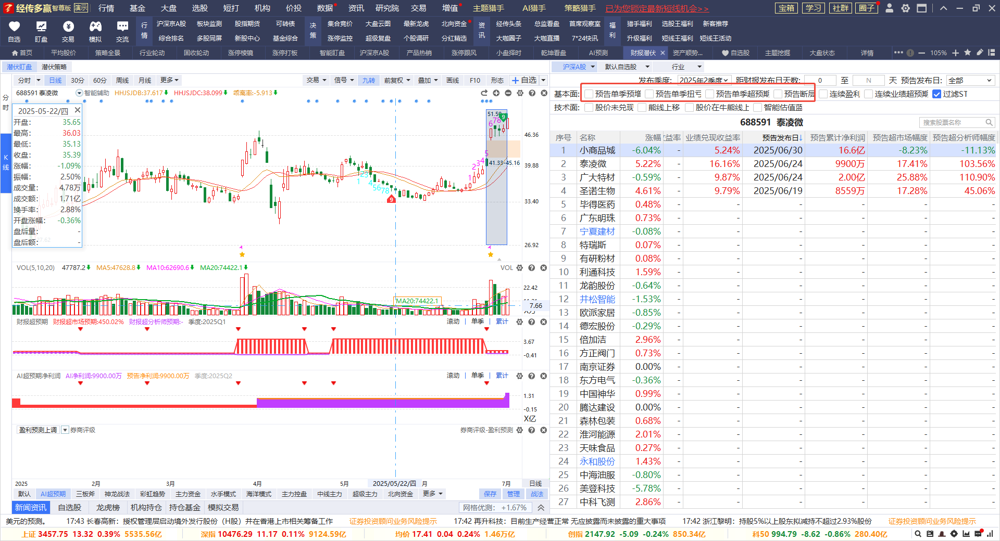 经传多赢 智尊版 演示 行情 基金 大盘 选股 短打 机构 价投 数据 资讯 研究院 交易 增值 主题猎手 AI猎手 策略猎手 已为您锁定最新短线机会>> 宝箱 学习 社群 圈子
自选 盯盘 交易 模拟 交流
行情 沪深京A股 板块监测 股指期货 可转债 决策 集合竞价 大盘云图 最新龙虎 北向资金 资讯 经传头条 总监看盘 首席观察室 福利 猎手福利 选股王福利 新客推荐
综合排名 多股同屏 新股中心 基金综合 涨停监控 超级复盘 个股调研 分红精选 大咖圈子 大咖直播 7*24快讯 升级福利 短线王福利 短线王活动
首页 平均股价 策略全景 行业轮动 固收轮动 涨停棱镜 涨停打板 智能盯盘 沪深京A股 产品热销 涨停跟风 小盘择时 乾坤看盘 AI预测 财报潜伏 资产顺势... 自选股 主题挖掘 大盘状态 详情 105%
潜伏盯盘 潜伏策略
分时 日线 30分 60分 周线 月线 更多 交易 信号 九转 前复权 叠加 画线 F10 形态 自选
分时
K线
688591 泰凌微 智能辅助 HHJSJDB:37.617 HHJSJDC:38.099 乖离率:-5.913
2025-05-22/四
开盘: 35.65
最高: 36.03
最低: 35.13
收盘: 35.39
涨幅: -1.09%
振幅: 2.50%
成交量: 4.78万
成交额: 1.71亿
换手率: 2.88%
开盘涨幅: -0.36%
盘后量: -
盘后额: -
51.50
6 7 8 9
46.36
5
41.33-45.16
1 2 3 4
39.88
1 2 3 4 5 6 7 8 9
33.40
26.92
VOL(5,10,20) 47787.2 MA5:47628.8 MA10:62690.6 MA20:74422.1 VOL
22.42
MA20:74422.1
7.66
财报超预期 财报超市场预期:450.02% 财报超分析师预期:- 季度:2025Q1 滚动 | 单季 | 累计
3.67
-0.41
AI超预期净利润 AI净利润:9900.00万 预告净利润:9900.00万 季度:2025Q2 滚动 | 单季 | 累计
1.31
-0.15
X亿
盈利预测上调 券商评级 券商评级-盈利预测
2025 2月 3月 4月 5月 2025/05/22/四 月 7月 日线
默认 AI超预期 三板斧 神龙战法 彩虹趋势 主力资金 水手模式 海洋模式 主力控盘 中线主力 超级主力 北向资金 更多 保存 管理 战法
新闻资讯 自选股 龙虎榜 机构持仓 持仓基金 模拟交易 网格优测: +1.67%
沪深A股 默认自选股 行业
发布季度: 2025年2季度 距财报发布日天数: 0 至 N 天 预告发布日: 全部
基本面: 预告单季预增 预告单季扭亏 预告单季超预期 预告断层 连续盈利 连续业绩超预期 过滤ST
技术面: 股价未兑现 熊线上移 股价在牛熊线上 智能估值蓝
688591 泰凌微 搜索股票名称
序号 名称 涨幅 益率 业绩兑现收益率 预告发布日↓ 预告累计净利润 预告超市场幅度 预告超分析师幅度
1 小商品城 -6.04% - 5.24% 2025/06/30 16.6亿 -8.23% -11.13%
2 泰凌微 5.22% - 16.16% 2025/06/24 9900万 17.41% 103.56%
3 广大特材 -0.59% - 9.87% 2025/06/24 2.00亿 25.88% 110.90%
4 圣诺生物 4.61% - 9.79% 2025/06/19 8559万 17.28% 45.06%
5 毕得医药 0.48% - - - - - -
6 广东明珠 0.73% - - - - - -
7 宁夏建材 -0.08% - - - - - -
8 特瑞斯 0.07% - - - - - -
9 有研粉材 0.08% - - - - - -
10 利通科技 1.59% - - - - - -
11 龙韵股份 -0.64% - - - - - -
12 井松智能 -1.53% - - - - - -
13 欧派家居 -0.85% - - - - - -
14 德宏股份 -0.29% - - - - - -
15 倍加洁 2.96% - - - - - -
16 方正阀门 0.73% - - - - - -
17 南京证券 0.00% - - - - - -
18 东方电气 -0.36% - - - - - -
19 中国神华 0.99% - - - - - -
20 腾达建设 0.00% - - - - - -
21 森林包装 0.68% - - - - - -
22 淮河能源 2.01% - - - - - -
23 天味食品 0.27% - - - - - -
24 永和股份 1.43% - - - - - -
25 中海油服 -0.80% - - - - - -
26 美登科技 -5.78% - - - - - -
27 中科飞测 2.86% - - - - - -
美元的预测。 17:43 长春高新：授权管理层启动境外发行股份（H股）并在香港上市相关筹备工作 证券投资顾问业务风险提示 17:42 再升科技：目前生产经营正常 无应披露而未披露的重大事项 17:42 浙江黎明：持股5%以上股东拟减持不超过2.93%股份 证券投资顾问业务风险提示
上证 3457.75 13.32 0.39% 5535.56亿 深指 10476.29 11.17 0.11% 9124.59亿 均价 17.41 0.04 0.24% 1.46万亿 创指 2147.92 -5.09 -0.24% 850.34亿 科50 994.79 -8.62 -0.86% 280.40亿